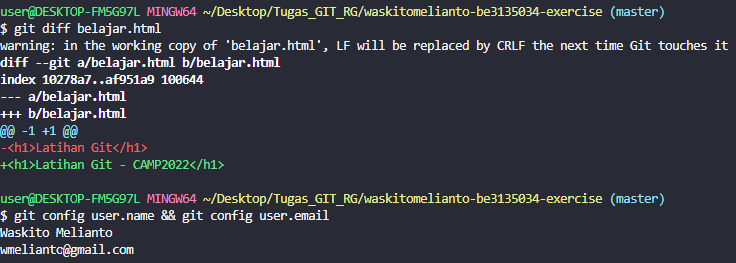 user@DESKTOP-FM5G97L MINGW64 ~/Desktop/Tugas_GIT_RG/waskitomelianto-be3135034-exercise (master)
$ git diff belajar.html
warning: in the working copy of 'belajar.html', LF will be replaced by CRLF the next time Git touches it
diff --git a/belajar.html b/belajar.html
index 10278a7..af951a9 100644
--- a/belajar.html
+++ b/belajar.html
@@ -1 +1 @@
-<h1>Latihan Git</h1>
+<h1>Latihan Git - CAMP2022</h1>
user@DESKTOP-FM5G97L MINGW64 ~/Desktop/Tugas_GIT_RG/waskitomelianto-be3135034-exercise (master)
$ git config user.name && git config user.email
Waskito Melianto
wmelianto@gmail.com